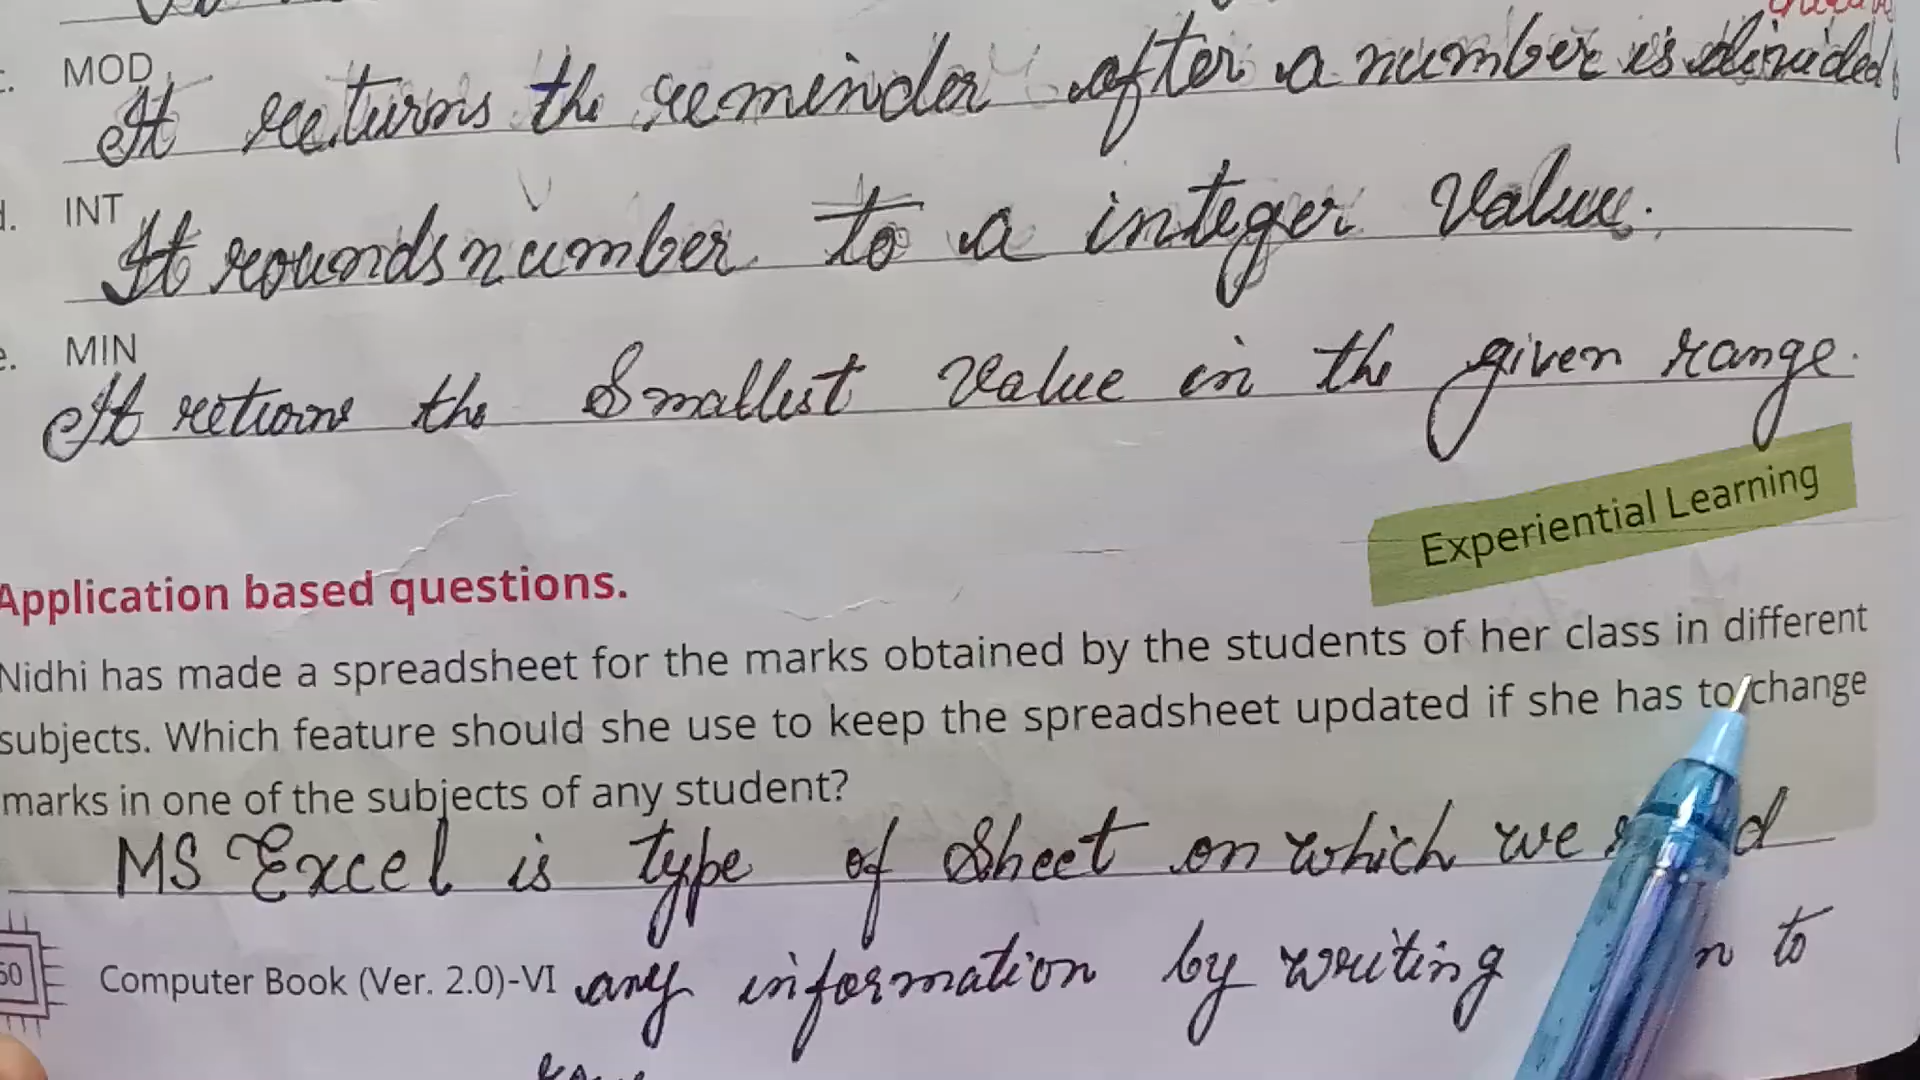 c. MOD
It returns the reminder after a number is divided
d. INT
It rounds number to a integer value.
e. MIN
It returns the Smallest value in the given range.
Experiential Learning
Application based questions.
Nidhi has made a spreadsheet for the marks obtained by the students of her class in different
subjects. Which feature should she use to keep the spreadsheet updated if she has to change
marks in one of the subjects of any student?
MS Excel is type of Sheet on which we
60 Computer Book (Ver. 2.0)-VI any information by writing to